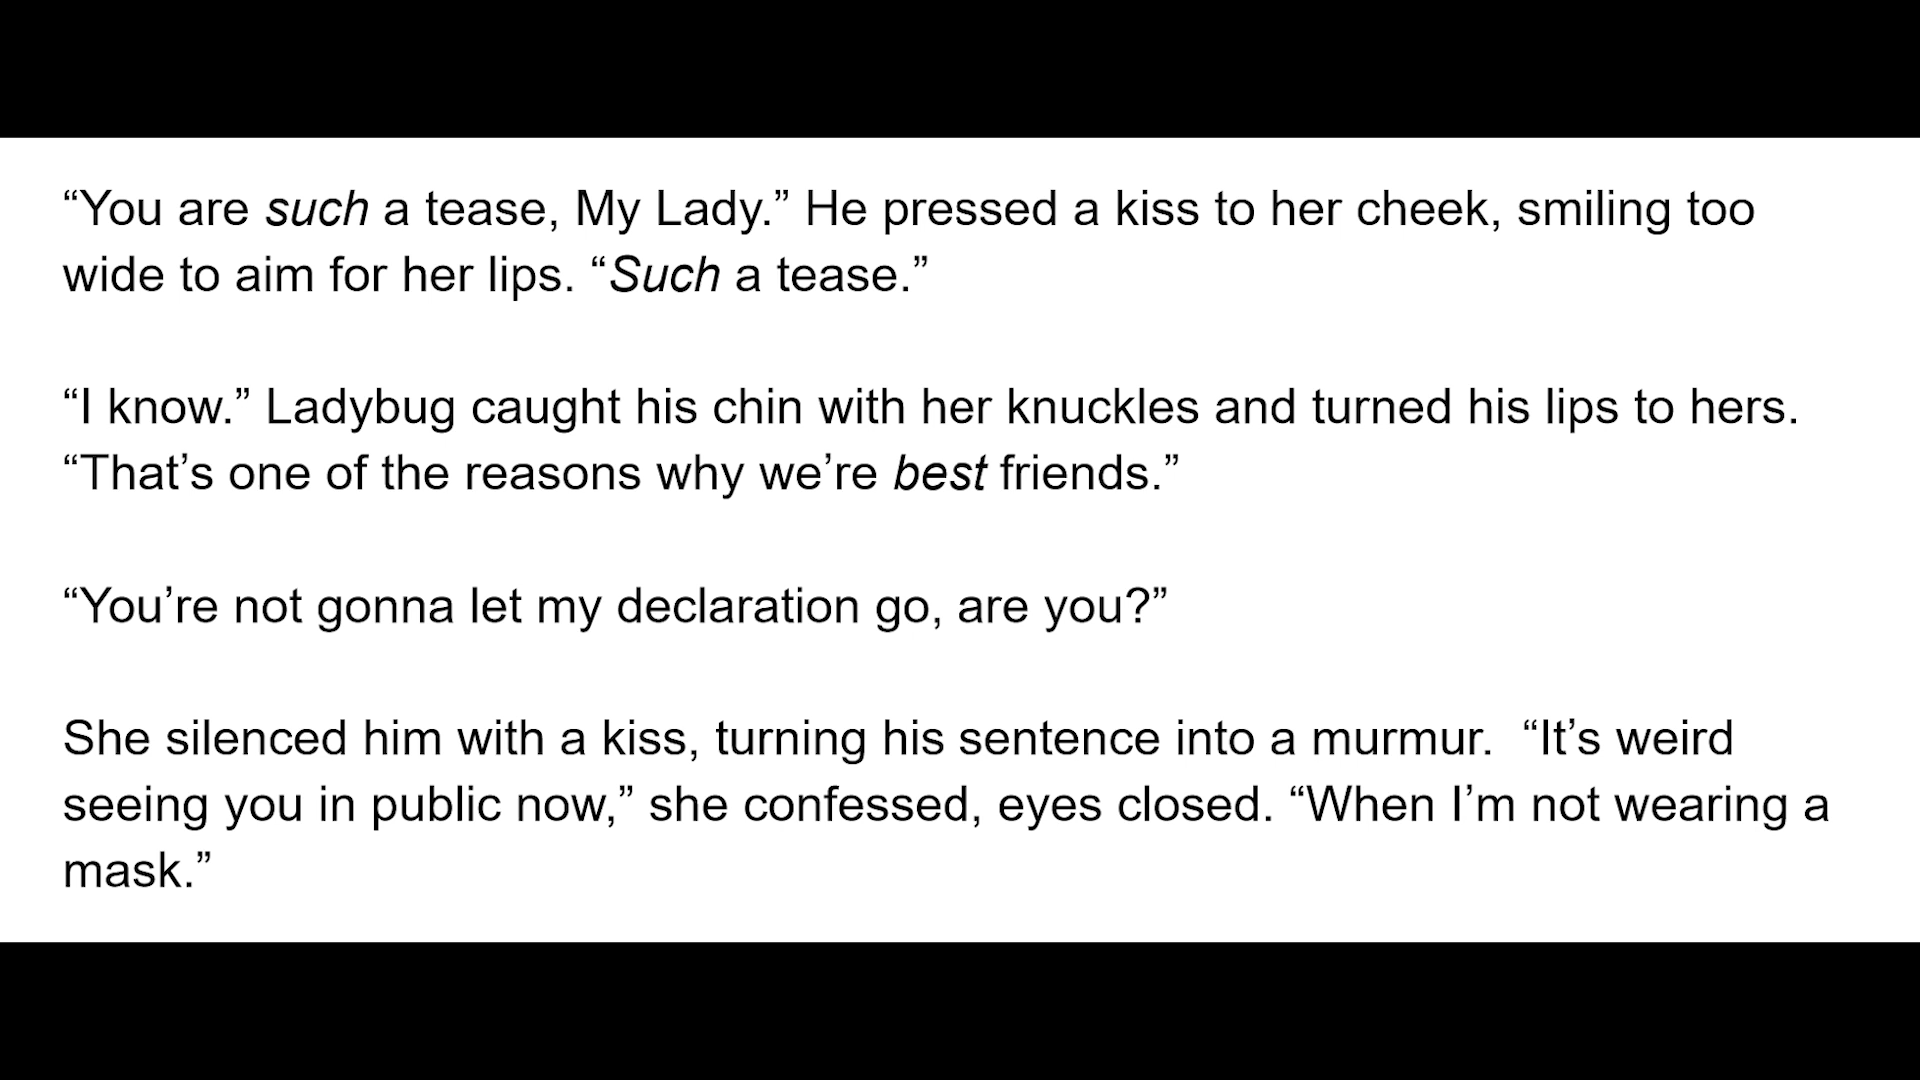 “You are such a tease, My Lady.” He pressed a kiss to her cheek, smiling too
wide to aim for her lips. “Such a tease.”
“I know.” Ladybug caught his chin with her knuckles and turned his lips to hers.
“That’s one of the reasons why we’re best friends.”
“You’re not gonna let my declaration go, are you?”
She silenced him with a kiss, turning his sentence into a murmur.  “It’s weird
seeing you in public now,” she confessed, eyes closed. “When I’m not wearing a
mask.”